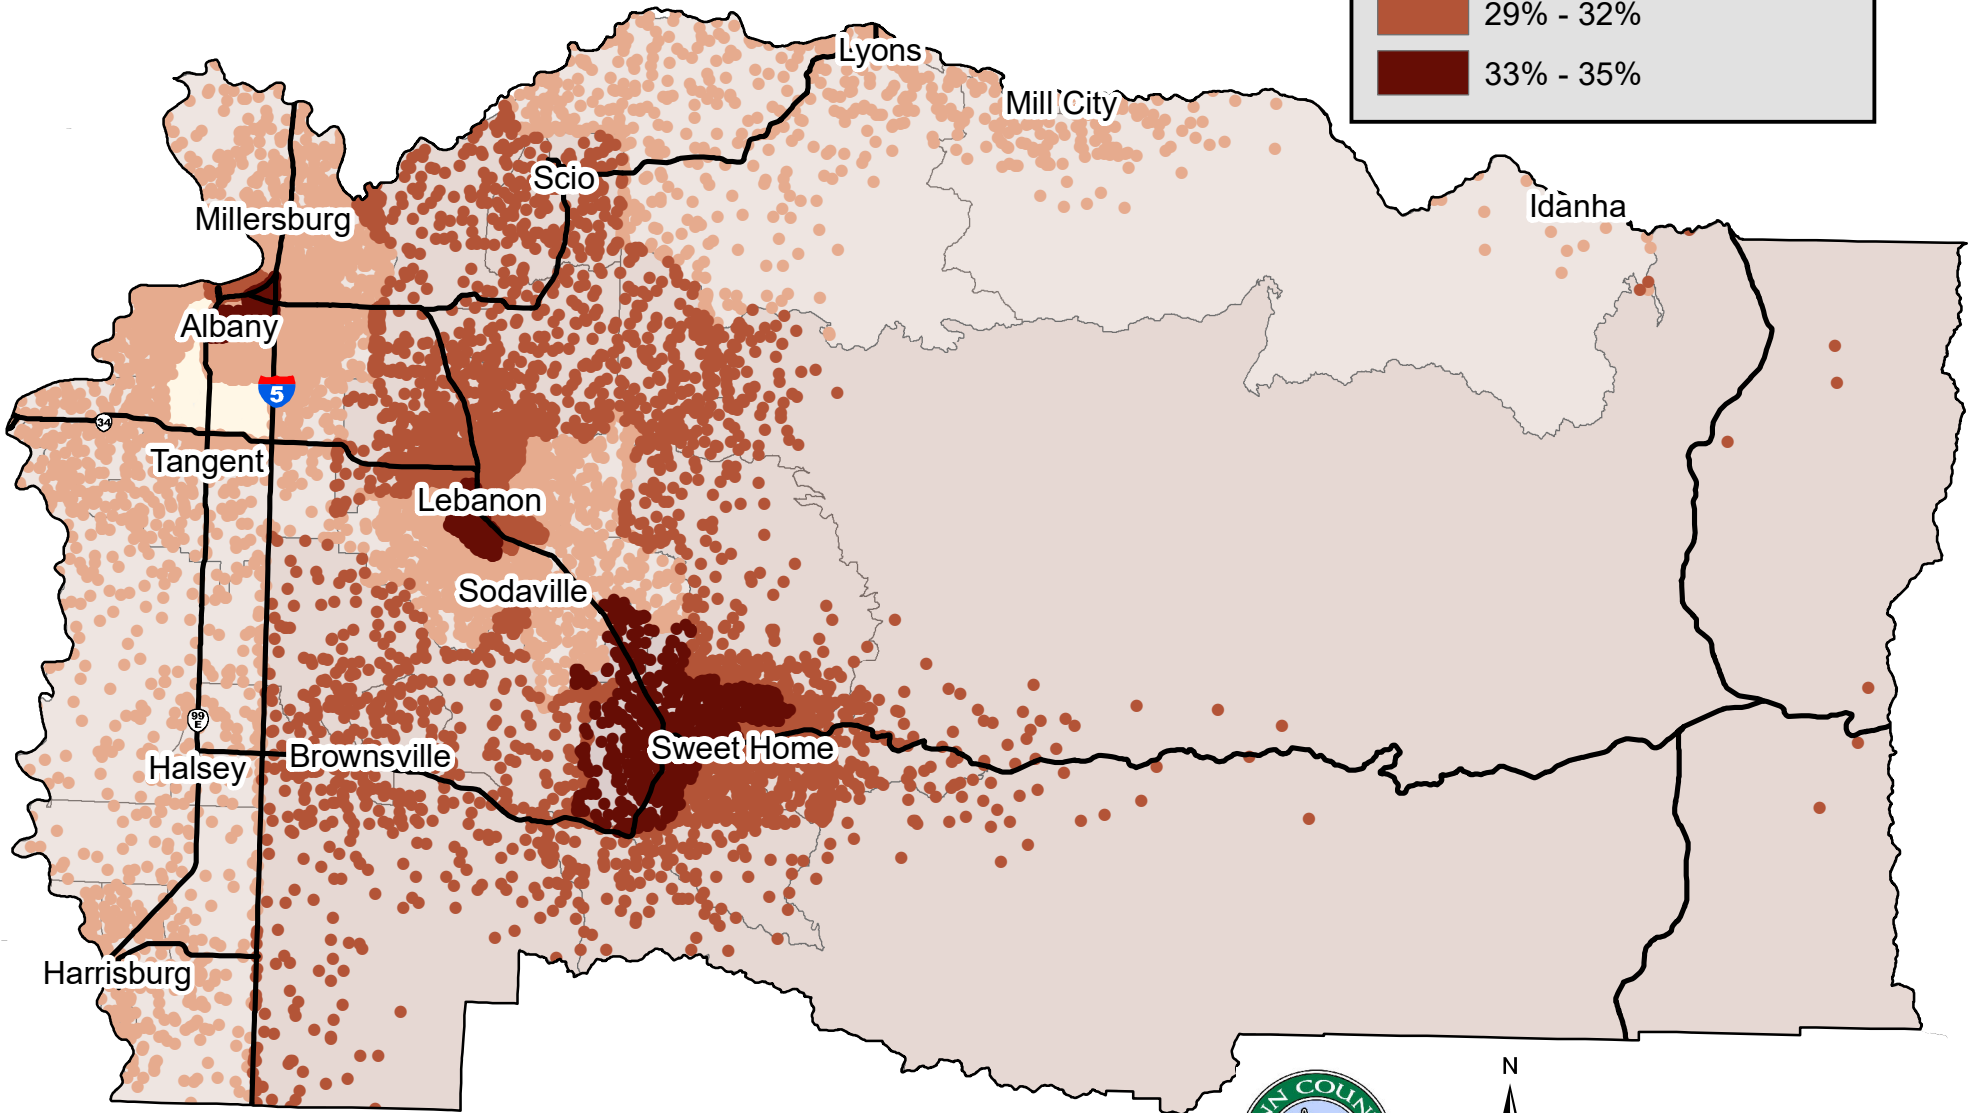 29% - 32%
33% - 35%
Lyons
Mill City
Scio
Idanha
Millersburg
Albany
5
34
Tangent
Lebanon
Sodaville
99
E
Sweet Home
Brownsville
Halsey
Harrisburg
N